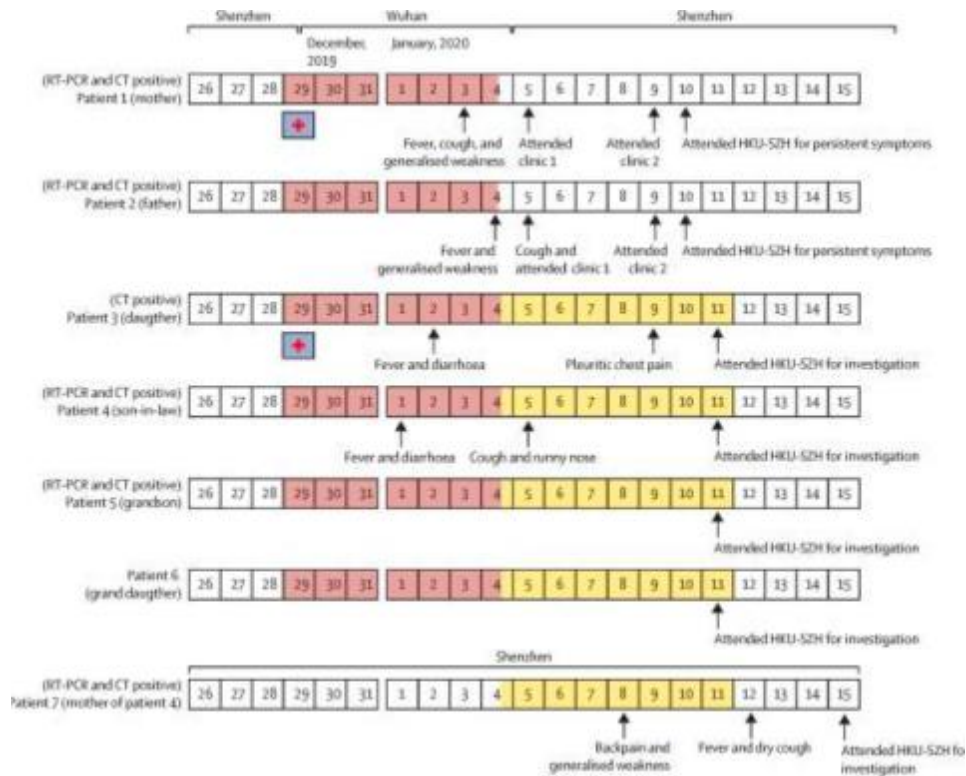 Shenzhen Wuhan Shenzhen
December, January, 2020
2019
(RT-PCR and CT positive)
Patient 1 (mother)
26 27 28 29 30 31 1 2 3 4 5 6 7 8 9 10 11 12 13 14 15
Fever, cough, and Attended Attended Attended HKU-SZH for persistent symptoms
generalised weakness clinic 1 clinic 2
(RT-PCR and CT positive)
Patient 2 (father)
26 27 28 29 30 31 1 2 3 4 5 6 7 8 9 10 11 12 13 14 15
Fever and Cough and Attended Attended HKU-SZH for persistent symptoms
generalised weakness attended clinic 1 clinic 2
(CT positive)
Patient 3 (daugther)
26 27 28 29 30 31 1 2 3 4 5 6 7 8 9 10 11 12 13 14 15
Fever and diarrhoea Pleuritic chest pain Attended HKU-SZH for investigation
(RT-PCR and CT positive)
Patient 4 (son-in-law)
26 27 28 29 30 31 1 2 3 4 5 6 7 8 9 10 11 12 13 14 15
Fever and diarrhoea Cough and runny nose Attended HKU-SZH for investigation
(RT-PCR and CT positive)
Patient 5 (grandson)
26 27 28 29 30 31 1 2 3 4 5 6 7 8 9 10 11 12 13 14 15
Attended HKU-SZH for investigation
Patient 6
(grand daugther)
26 27 28 29 30 31 1 2 3 4 5 6 7 8 9 10 11 12 13 14 15
Attended HKU-SZH for investigation
Shenzhen
(RT-PCR and CT positive)
Patient 7 (mother of patient 4)
26 27 28 29 30 31 1 2 3 4 5 6 7 8 9 10 11 12 13 14 15
Backpain and Fever and dry cough Attended HKU-SZH for
generalised weakness investigation